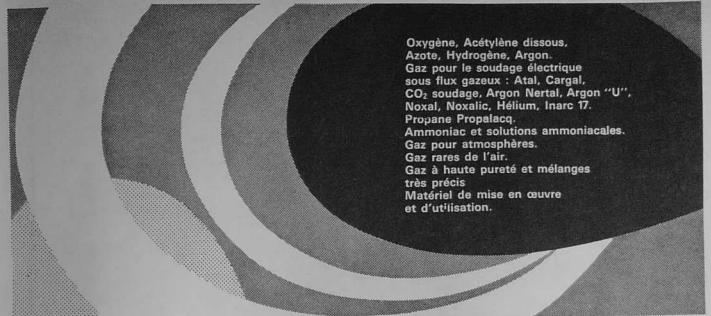 Oxygène, Acétylène dissous,
Azote, Hydrogène, Argon.
Gaz pour le soudage électrique
sous flux gazeux : Atal, Cargal,
CO₂ soudage, Argon Nertal, Argon "U",
Noxal, Noxalic, Hélium, Inarc 17.
Propane Propalacq.
Ammoniac et solutions ammoniacales.
Gaz pour atmosphères.
Gaz rares de l'air.
Gaz à haute pureté et mélanges
très précis
Matériel de mise en œuvre
et d'utilisation.